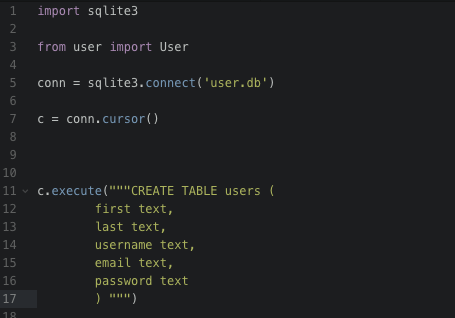 1 import sqlite3
2
3 from user import User
4
5 conn = sqlite3.connect('user.db')
6
7 c = conn.cursor()
8
9
10
11 c.execute("""CREATE TABLE users (
12         first text,
13         last text,
14         username text,
15         email text,
16         password text
17         ) """)
18